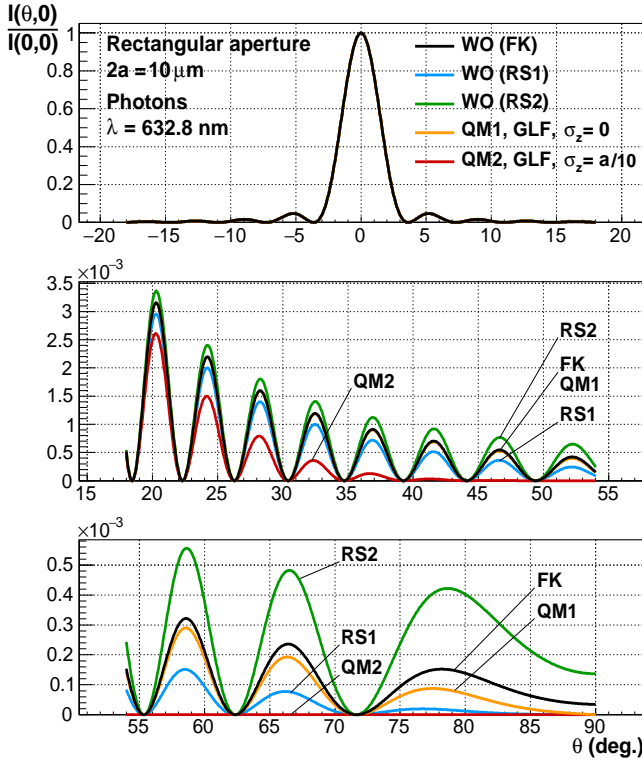 I(θ,0)
I(0,0)
1
0.8
0.6
0.4
0.2
0
Rectangular aperture
2a = 10 μm
Photons
λ = 632.8 nm
WO (FK)
WO (RS1)
WO (RS2)
QM1, GLF, σz = 0
QM2, GLF, σz = a/10
−20 −15 −10 −5 0 5 10 15 20
×10⁻³
3.5
3
2.5
2
1.5
1
0.5
0
QM2
RS2
FK
QM1
RS1
15 20 25 30 35 40 45 50 55
×10⁻³
0.5
0.4
0.3
0.2
0.1
0
RS2
RS1
QM2
FK
QM1
55 60 65 70 75 80 85 90
θ (deg.)